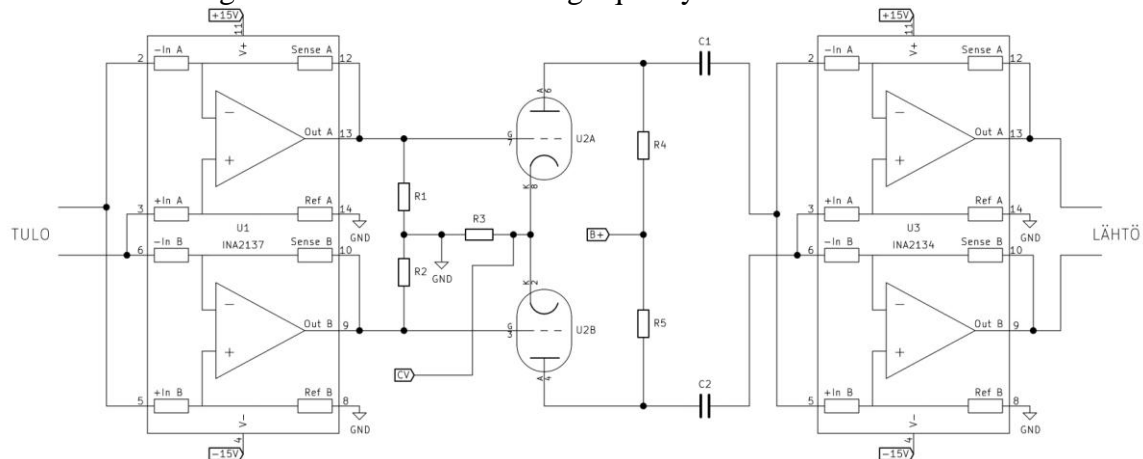 +15V
+15V
11
V+
-In A
Sense A
2
12
Out A
13
+In A
Ref A
3
14
GND
U1
INA2137
6
-In B
Sense B
10
Out B
9
+In B
Ref B
5
8
GND
V-
4
-15V
TULO
R1
R2
R3
GND
CV
A
6
G
7
U2A
K
8
K
2
G
3
U2B
A
4
C1
R4
B+
R5
C2
11
V+
-In A
Sense A
2
12
Out A
13
+In A
Ref A
3
14
GND
U3
INA2134
6
-In B
Sense B
10
Out B
9
+In B
Ref B
5
8
GND
V-
4
-15V
LÄHTÖ